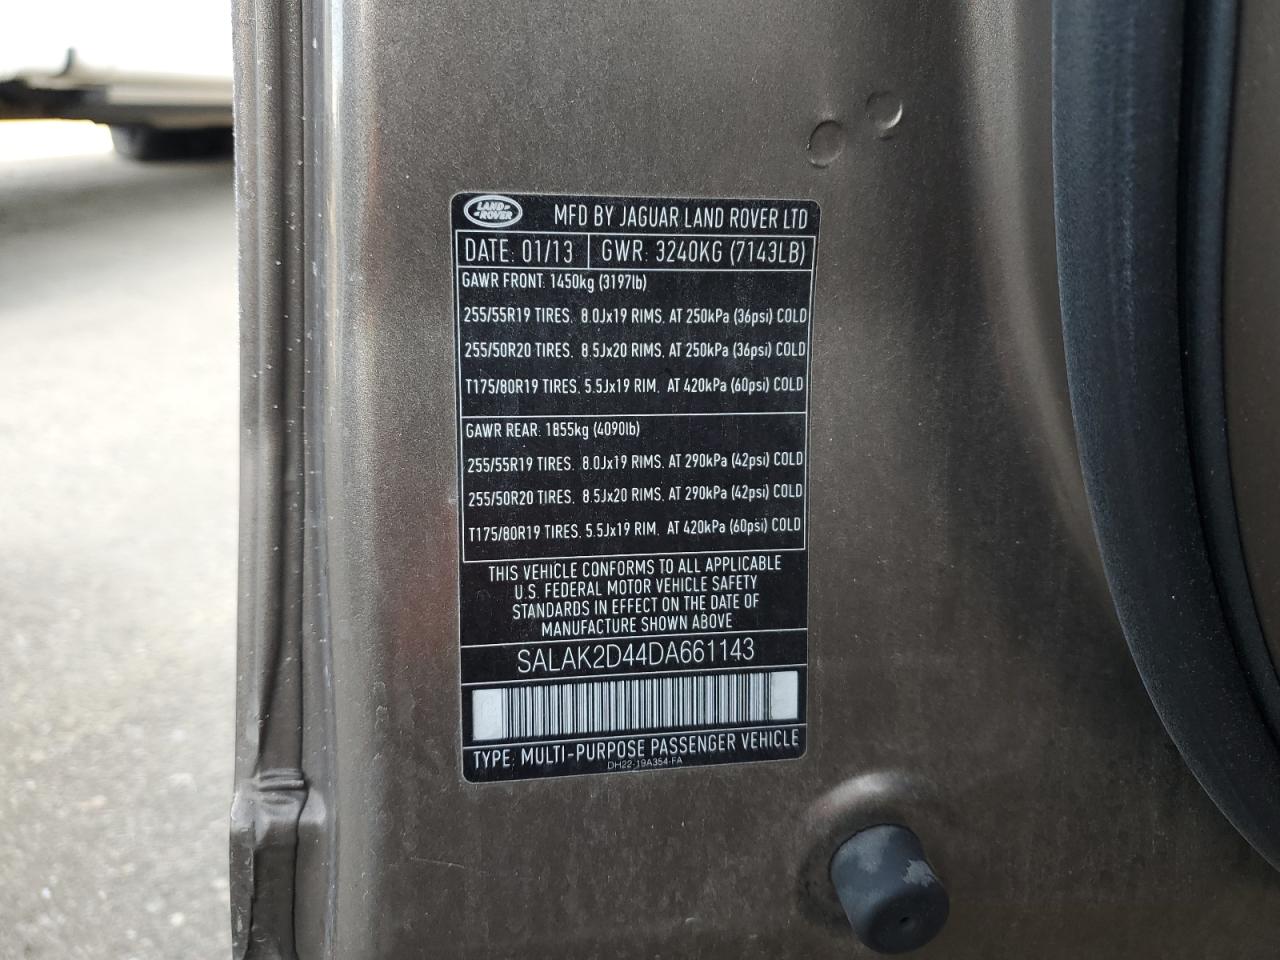 LAND-
-ROVER
MFD BY JAGUAR LAND ROVER LTD
DATE: 01/13 GWR: 3240KG (7143LB)
GAWR FRONT: 1450kg (3197lb)
255/55R19 TIRES. 8.0Jx19 RIMS. AT 250kPa (36psi) COLD
255/50R20 TIRES. 8.5Jx20 RIMS. AT 250kPa (36psi) COLD
T175/80R19 TIRES. 5.5Jx19 RIM. AT 420kPa (60psi) COLD
GAWR REAR: 1855kg (4090lb)
255/55R19 TIRES. 8.0Jx19 RIMS. AT 290kPa (42psi) COLD
255/50R20 TIRES. 8.5Jx20 RIMS. AT 290kPa (42psi) COLD
T175/80R19 TIRES. 5.5Jx19 RIM. AT 420kPa (60psi) COLD
THIS VEHICLE CONFORMS TO ALL APPLICABLE
U.S. FEDERAL MOTOR VEHICLE SAFETY
STANDARDS IN EFFECT ON THE DATE OF
MANUFACTURE SHOWN ABOVE
SALAK2D44DA661143
TYPE: MULTI-PURPOSE PASSENGER VEHICLE
DH22-19A354-FA